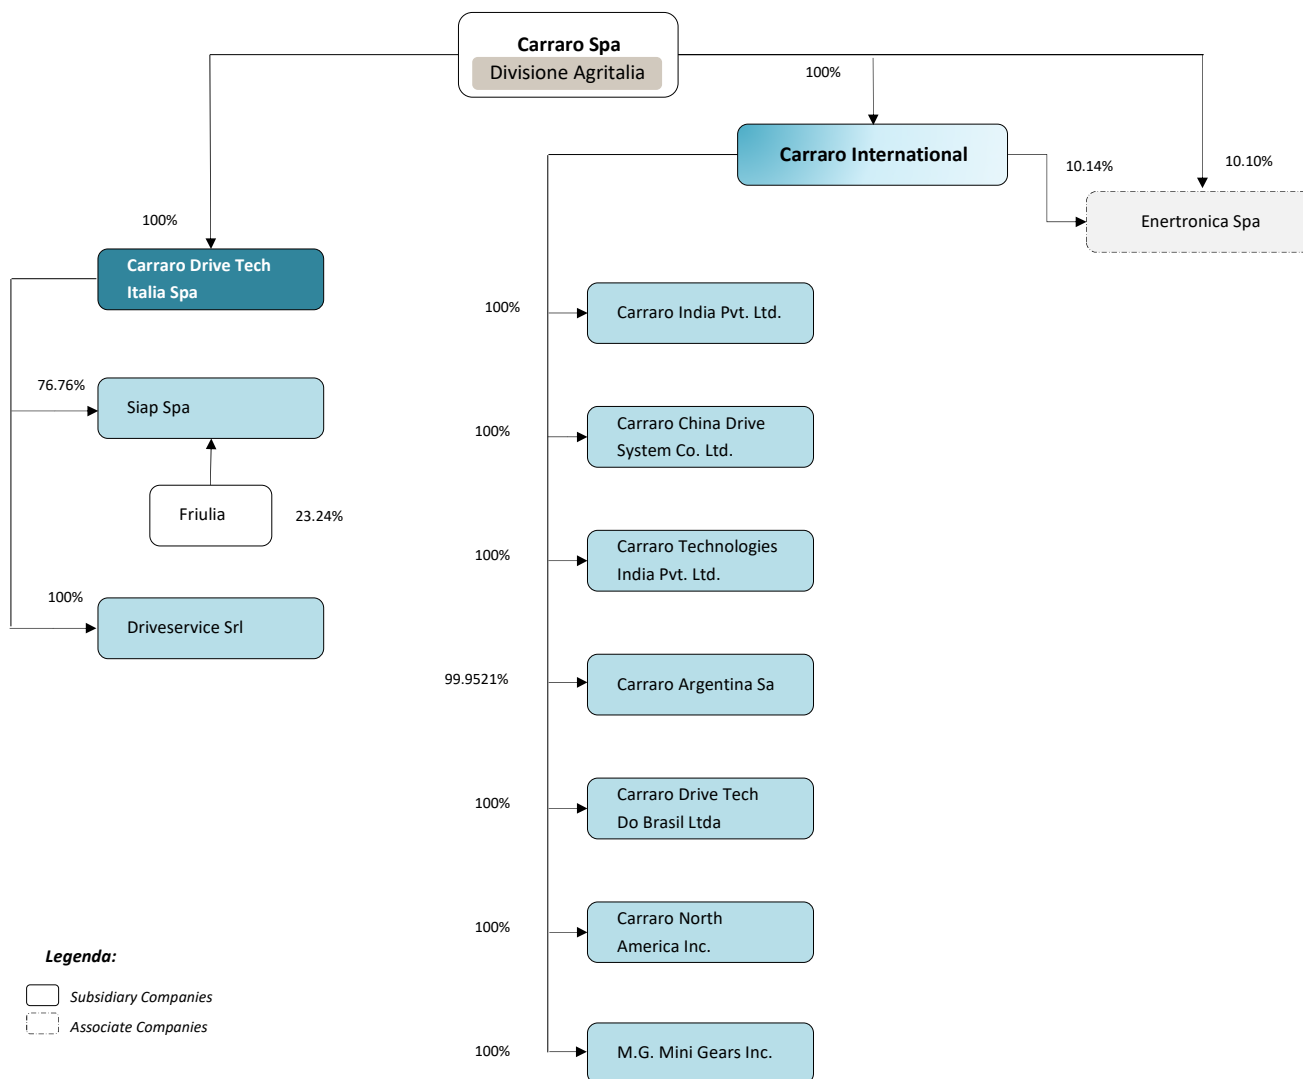 Carraro Spa
Divisione Agritalia
100%
Carraro International
10.14%
10.10%
Enertronica Spa
100%
Carraro Drive Tech
Italia Spa
100%
Carraro India Pvt. Ltd.
76.76%
Siap Spa
100%
Carraro China Drive
System Co. Ltd.
Friulia
23.24%
100%
Carraro Technologies
India Pvt. Ltd.
100%
Driveservice Srl
99.9521%
Carraro Argentina Sa
100%
Carraro Drive Tech
Do Brasil Ltda
100%
Carraro North
America Inc.
Legenda:
Subsidiary Companies
Associate Companies
100%
M.G. Mini Gears Inc.